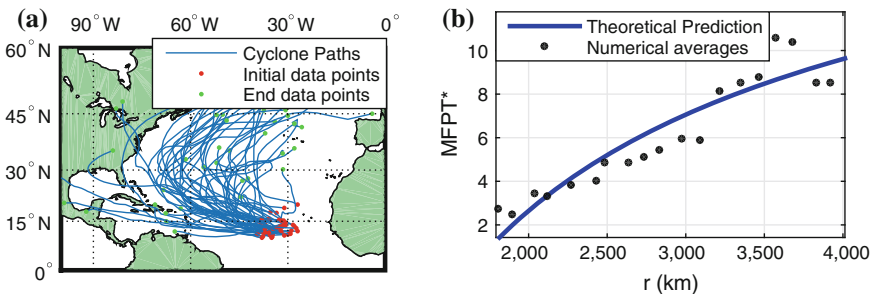 (a)
90°W 60°W 30°W 0°
60°N
45°N
30°N
15°N
0°
Cyclone Paths
Initial data points
End data points
(b)
MFPT*
10
8
6
4
2
Theoretical Prediction
Numerical averages
2,000 2,500 3,000 3,500 4,000
r (km)